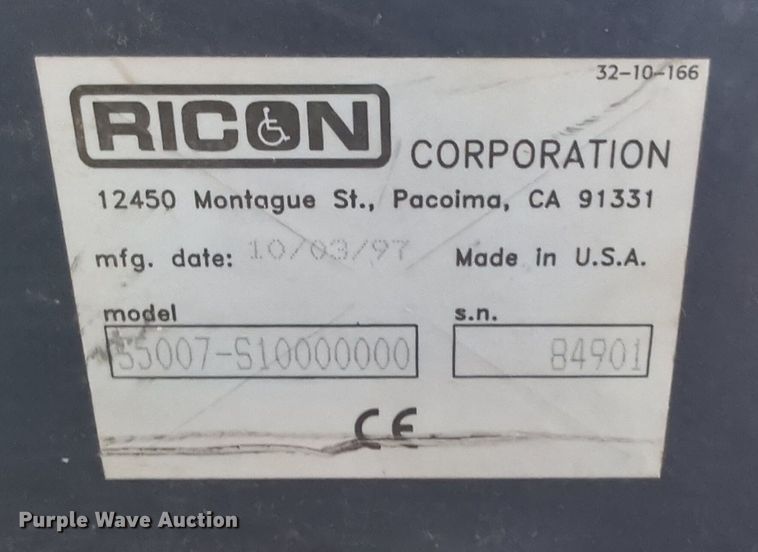 32-10-166
RICON CORPORATION
12450 Montague St., Pacoima, CA 91331
mfg. date: 10/03/97 Made in U.S.A.
model s.n.
S5007-S10000000 84901
CE
Purple Wave Auction